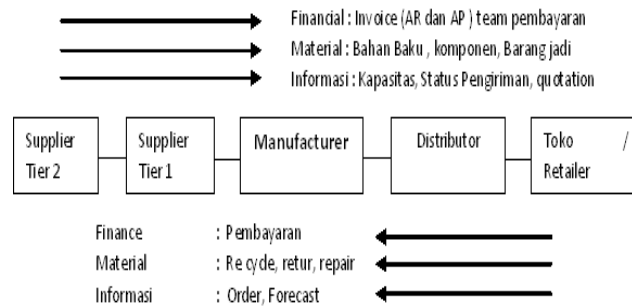 Financial : Invoice (AR dan AP ) team pembayaran
Material : Bahan Baku , komponen, Barang jadi
Informasi : Kapasitas, Status Pengiriman, quotation
Supplier Tier 2
Supplier Tier 1
Manufacturer
Distributor
Toko / Retailer
Finance : Pembayaran
Material : Re cycle, retur, repair
Informasi : Order, Forecast